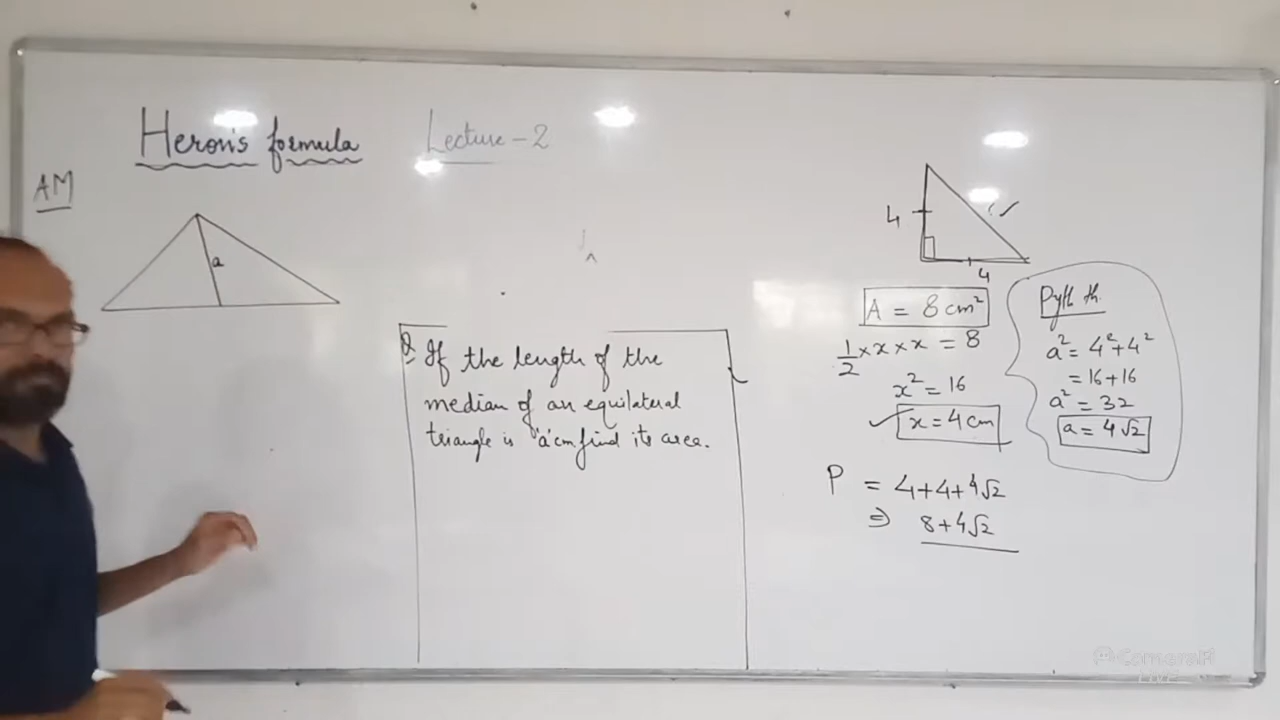 Heron's formula Lecture-2
AM
a
Q If the length of the
median of an equilateral
triangle is 'a'cm find its area.
4
4
A = 8 cm²
1/2 × x × x = 8
x² = 16
x = 4 cm
P = 4+4+4√2
⇒ 8+4√2
Pyth th.
a² = 4²+4²
= 16+16
a² = 32
a = 4√2
LIVE